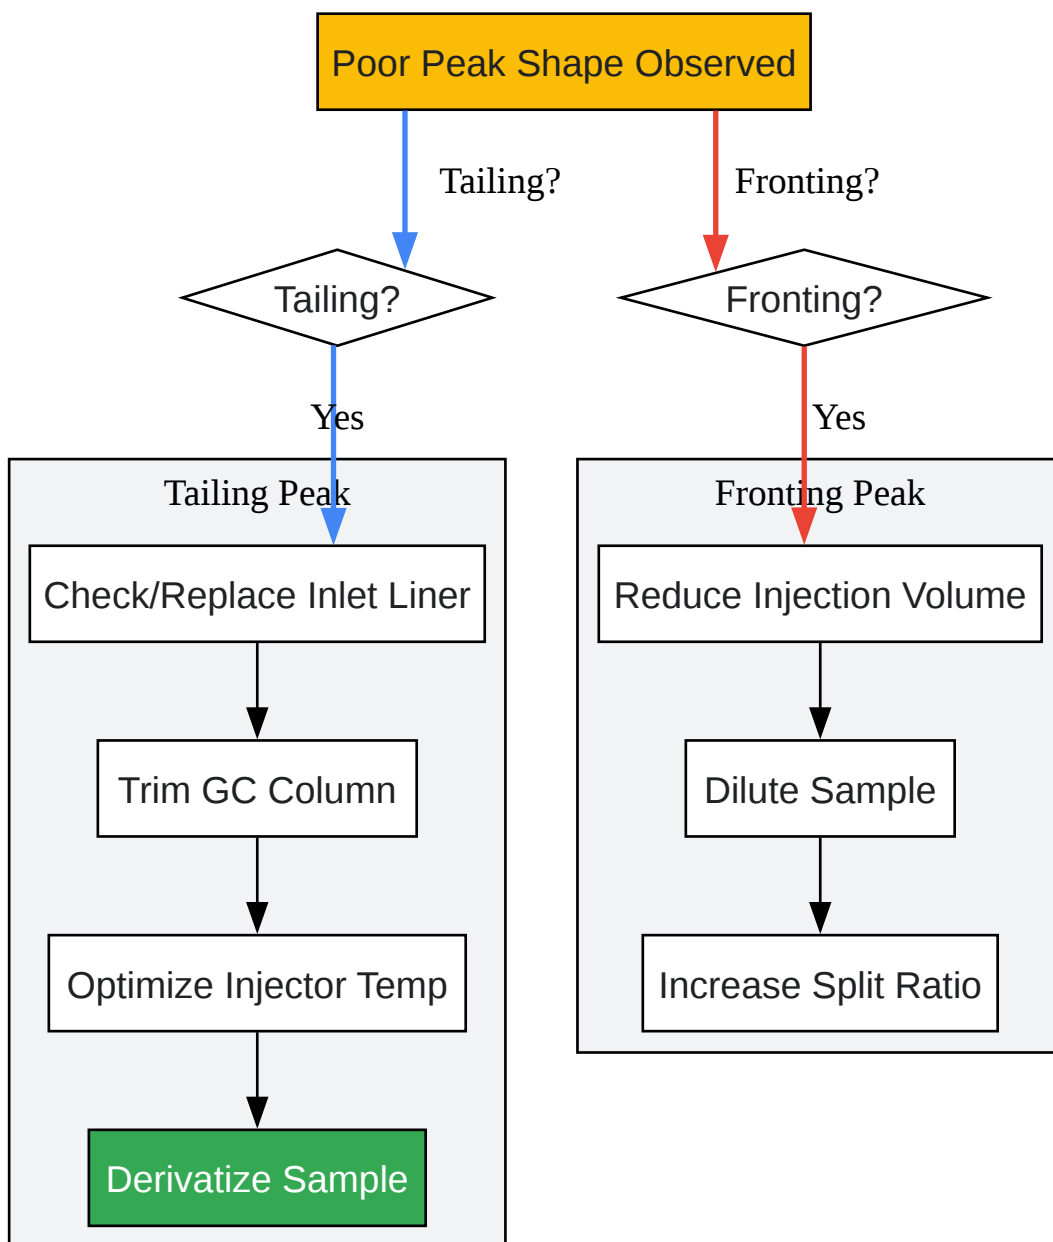 Poor Peak Shape Observed
Tailing?
Fronting?
Tailing?
Fronting?
Yes
Yes
Tailing Peak
Fronting Peak
Check/Replace Inlet Liner
Reduce Injection Volume
Trim GC Column
Dilute Sample
Optimize Injector Temp
Increase Split Ratio
Derivatize Sample